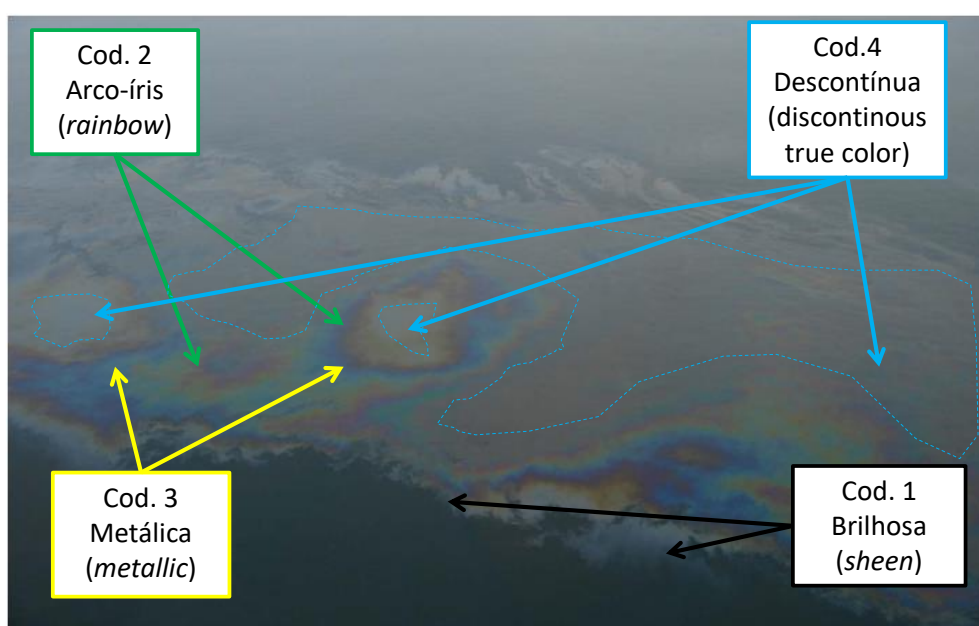 Cod. 2
Arco-íris
(rainbow)
Cod.4
Descontínua
(discontinous
true color)
Cod. 3
Metálica
(metallic)
Cod. 1
Brilhosa
(sheen)